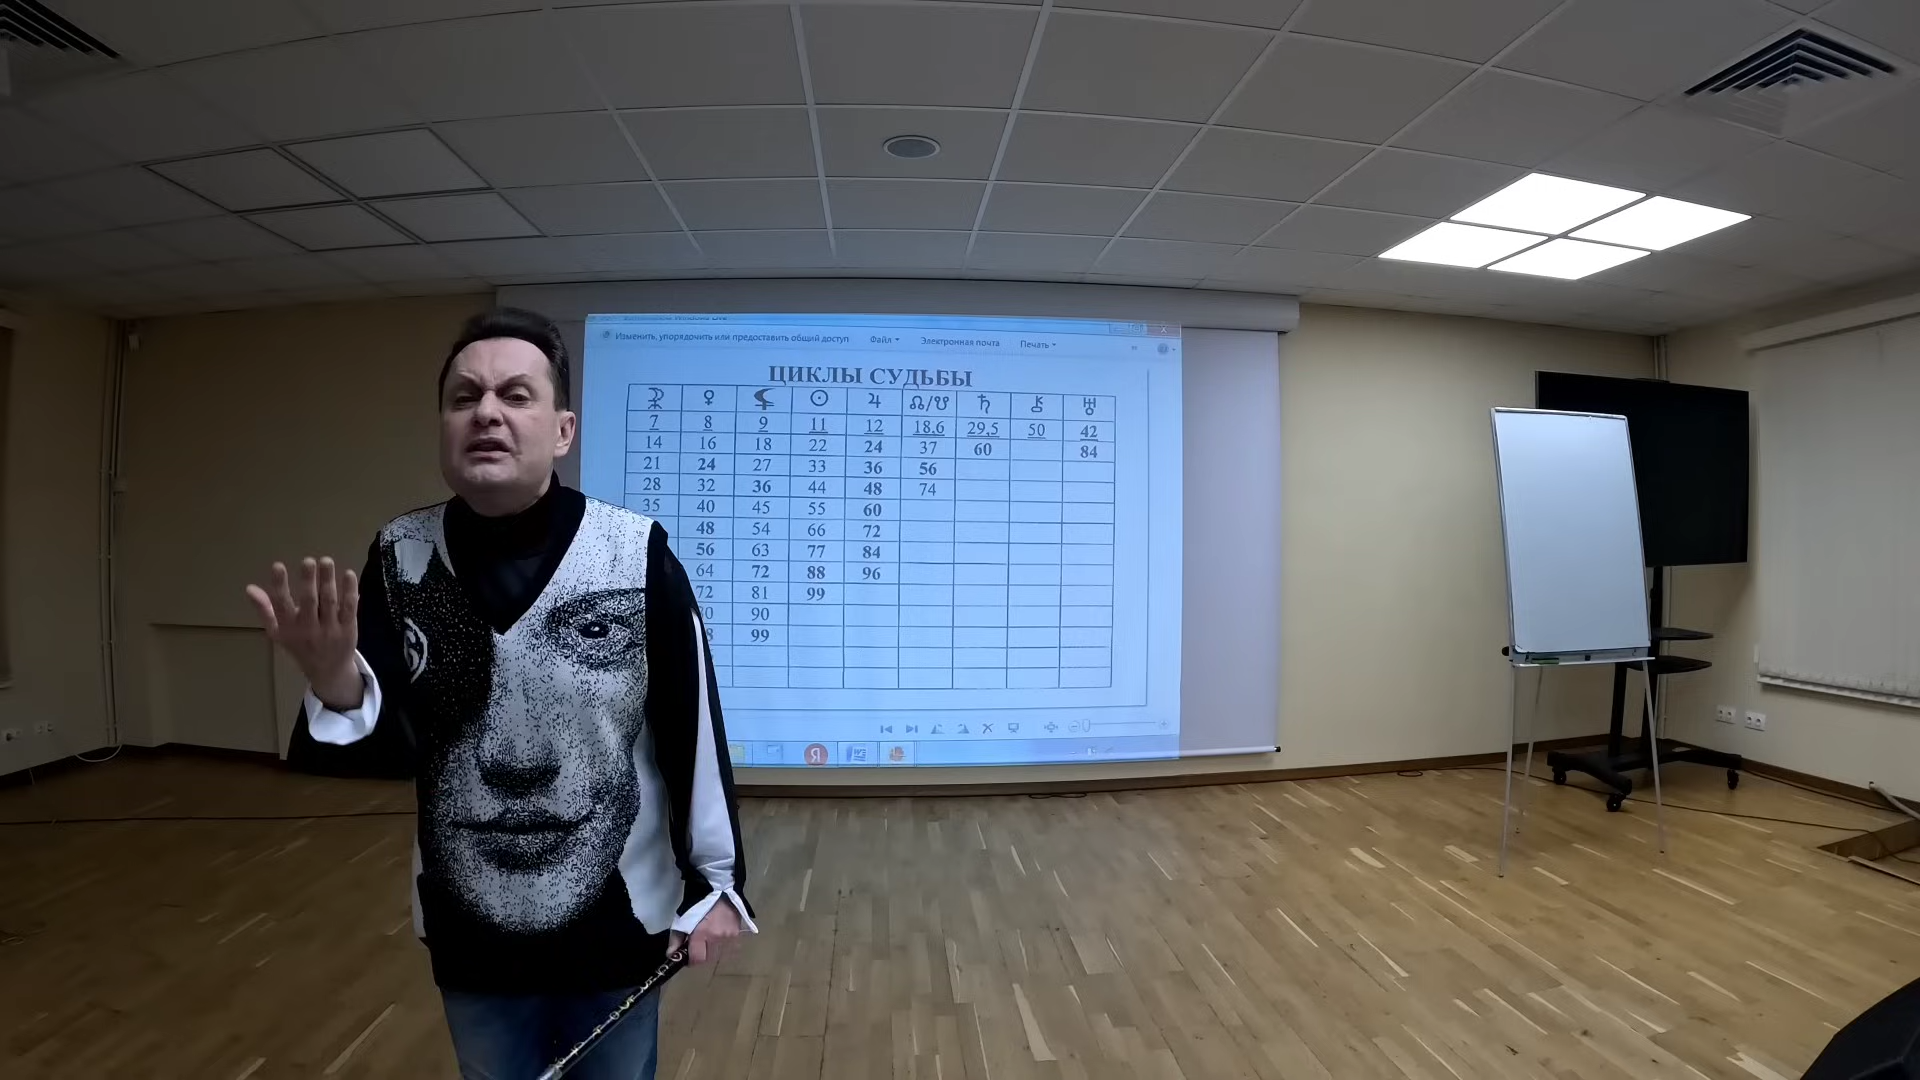 Изменить, упорядочить или предоставить общий доступ Файл Электронная почта Печать
ЦИКЛЫ СУДЬБЫ
☿ ♀ ⚸ ☉ ♃ ☊/☋ ♄ ⚷ ♅
7 8 9 11 12 18,6 29,5 50 42
14 16 18 22 24 37 60 84
21 24 27 33 36 56
28 32 36 44 48 74
35 40 45 55 60
48 54 66 72
56 63 77 84
64 72 88 96
72 81 99
90
99